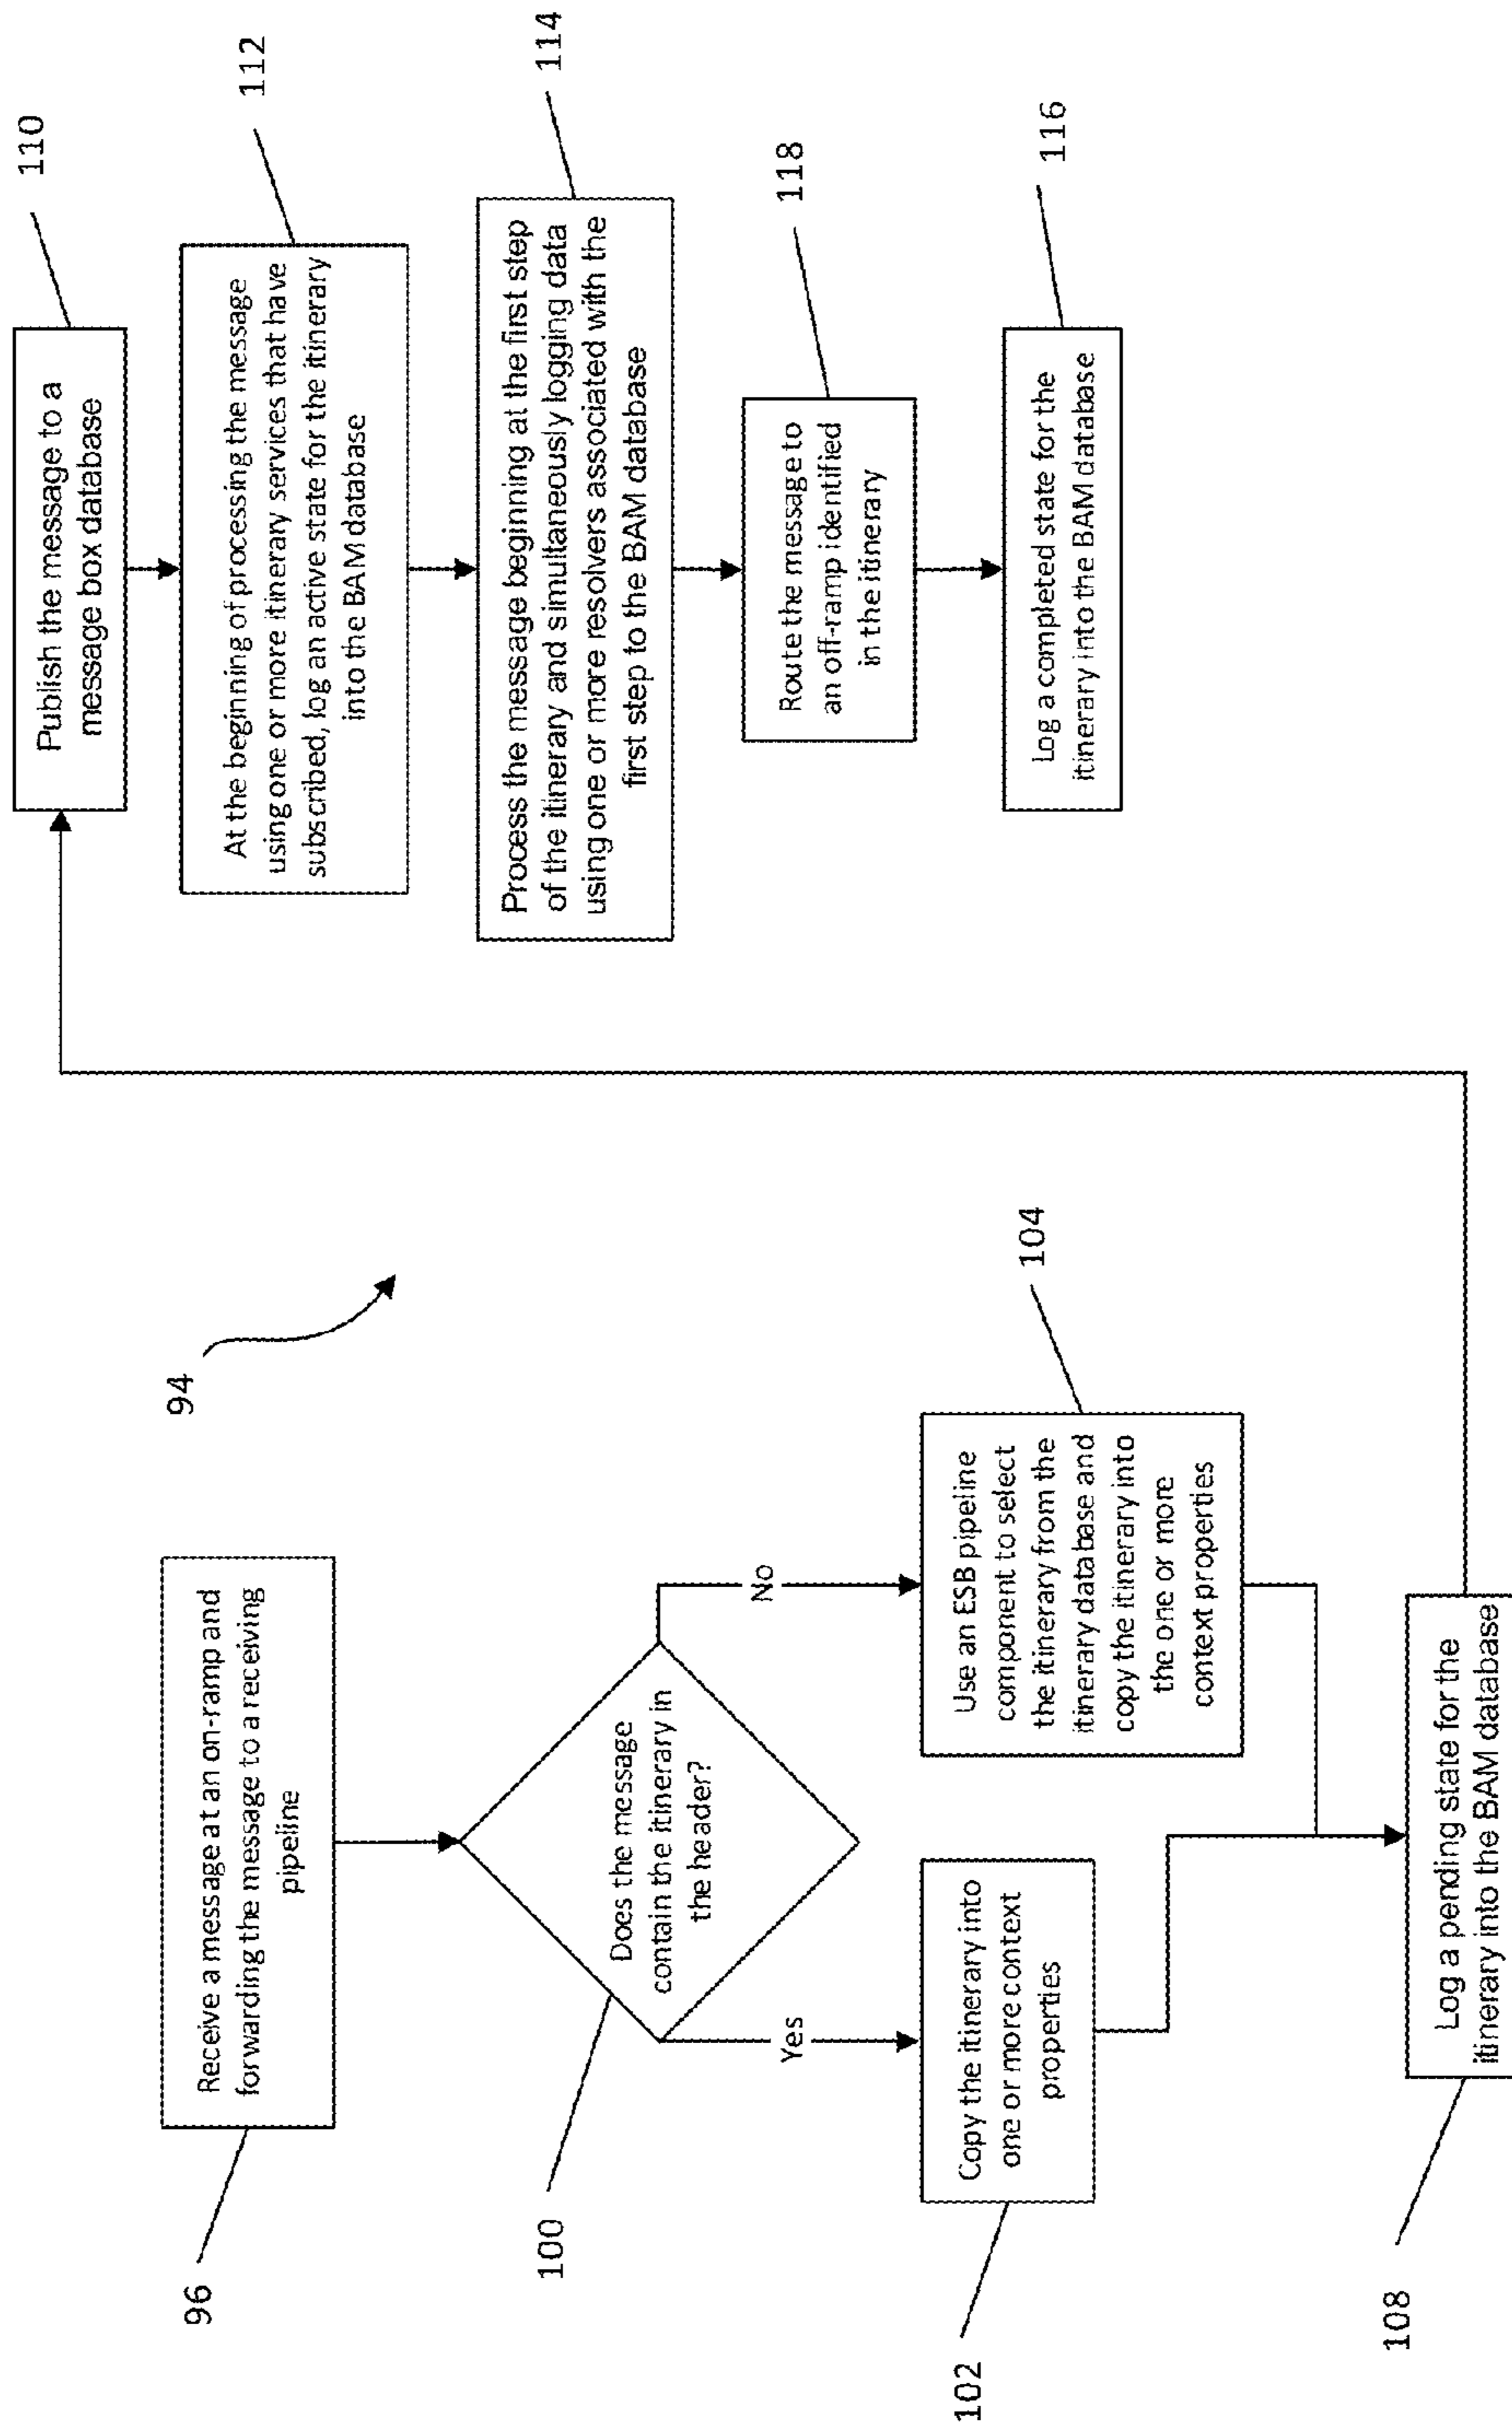 94
96
Receive a message at an on-ramp and
forwarding the message to a receiving
pipeline
100
Does the message
contain the itinerary in
the header?
Yes
No
102
Copy the itinerary into
one or more context
properties
104
Use an ESB pipeline
component to select
the itinerary from the
itinerary database and
copy the itinerary into
the one or more
context properties
108
Log a pending state for the
itinerary into the BAM database
110
Publish the message to a
message box database
112
At the beginning of processing the message
using one or more itinerary services that have
subscribed, log an active state for the itinerary
into the BAM database
114
Process the message beginning at the first step
of the itinerary and simultaneously logging data
using one or more resolvers associated with the
first step to the BAM database
118
Route the message to
an off-ramp identified
in the itinerary
116
Log a completed state for the
itinerary into the BAM database